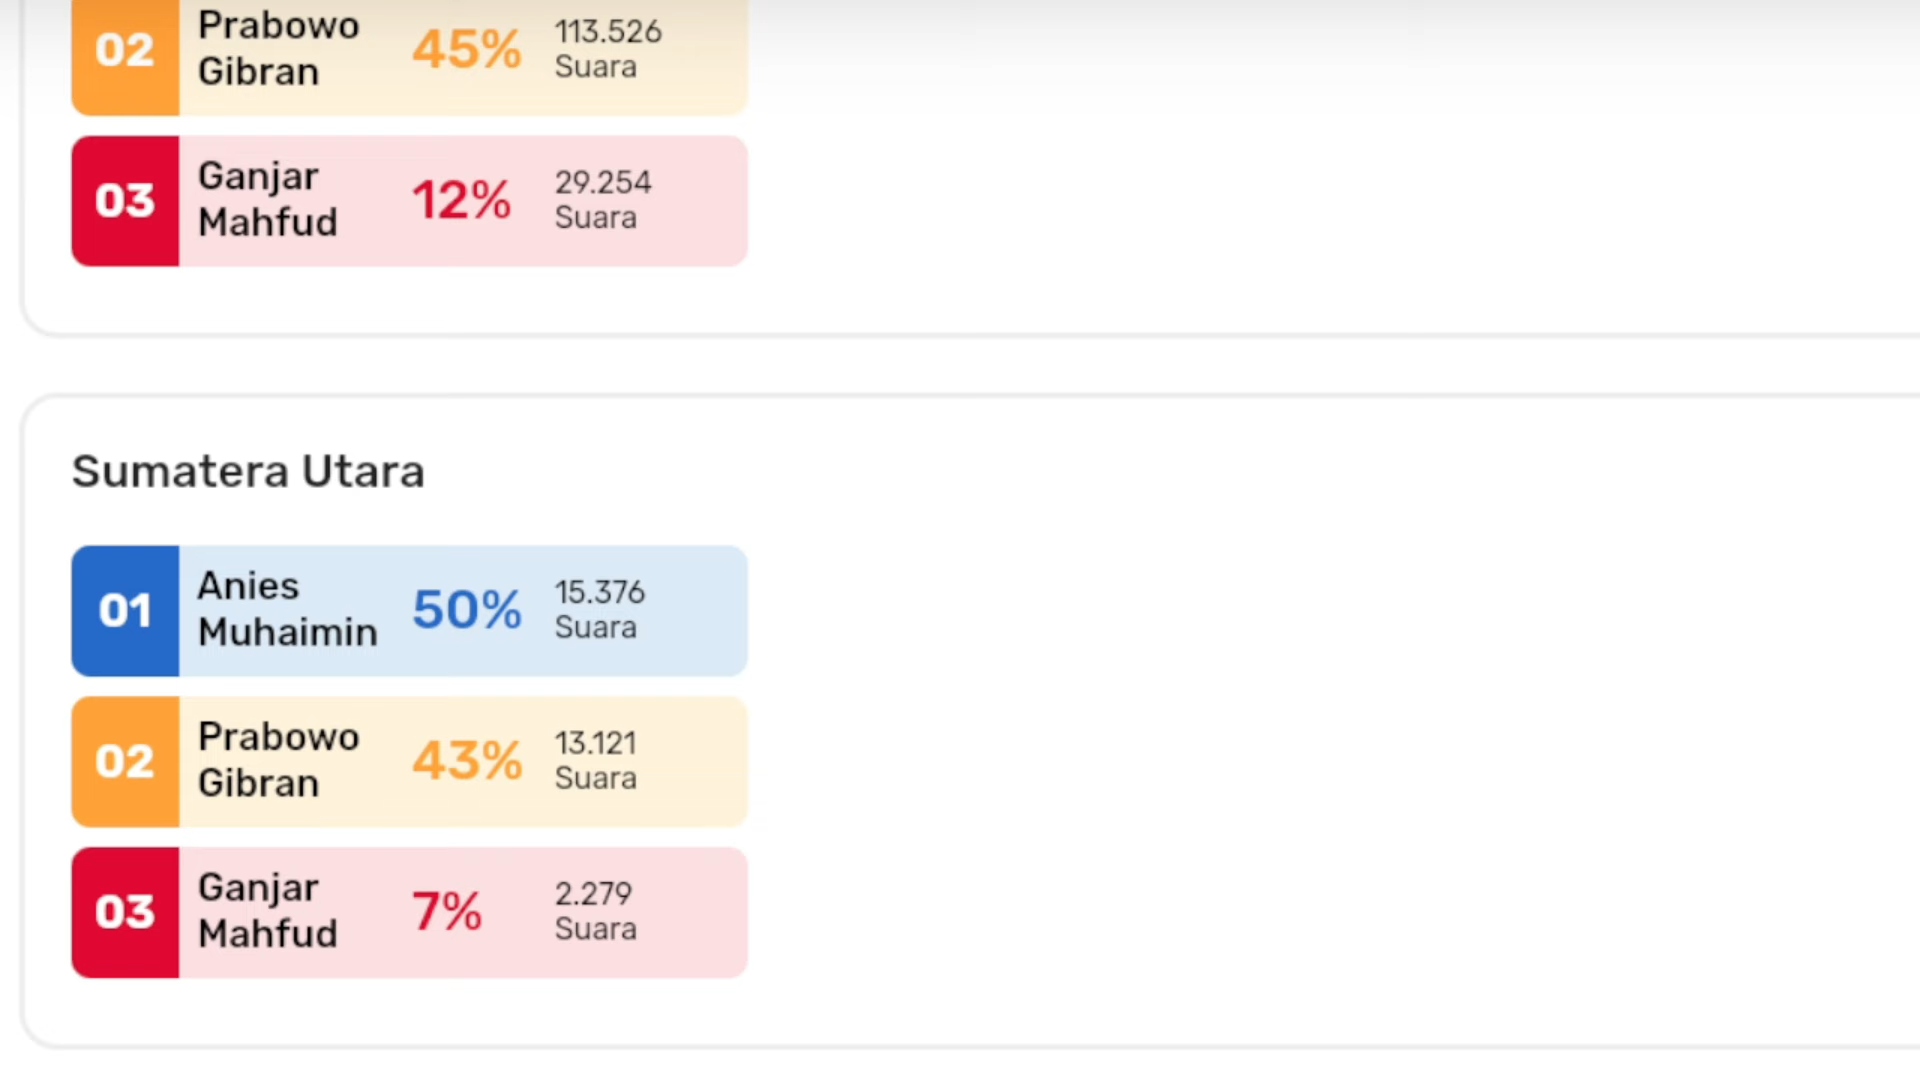 02
Prabowo
Gibran
45%
113.526
Suara
03
Ganjar
Mahfud
12%
29.254
Suara
Sumatera Utara
01
Anies
Muhaimin
50%
15.376
Suara
02
Prabowo
Gibran
43%
13.121
Suara
03
Ganjar
Mahfud
7%
2.279
Suara